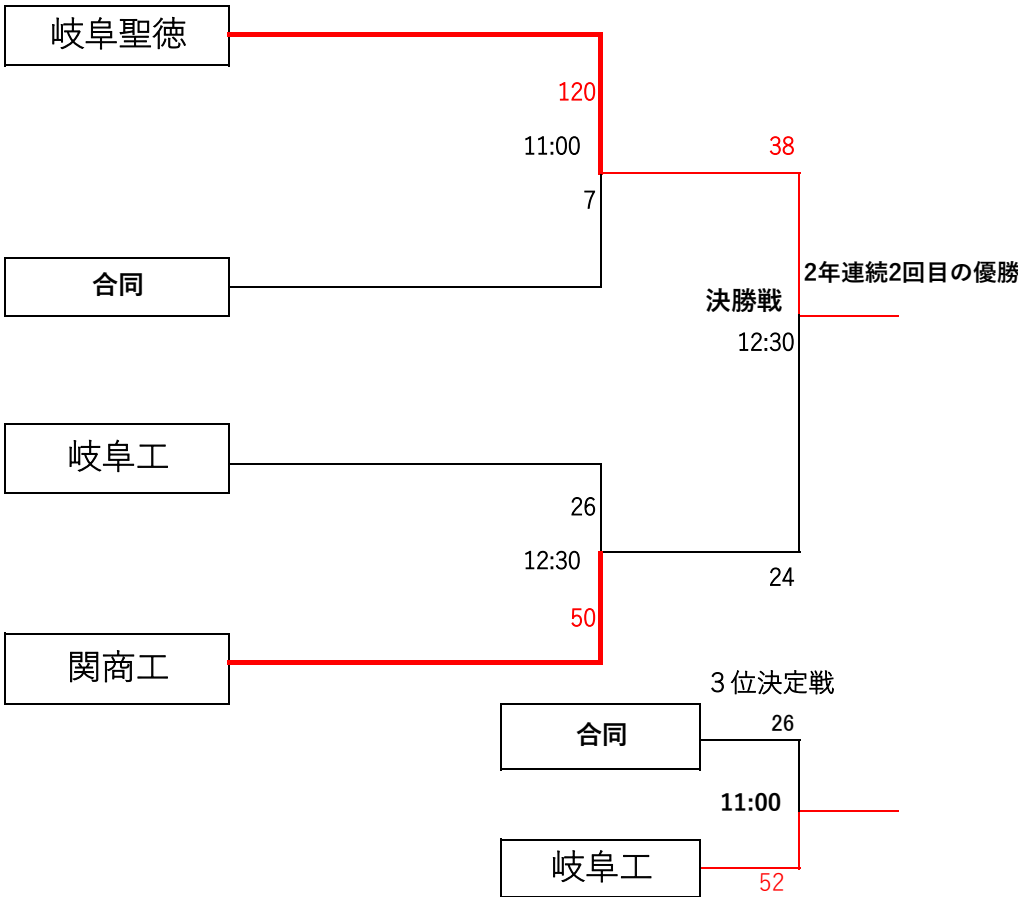 岐阜聖徳
120
11:00
38
7
合同
2年連続2回目の優勝
決勝戦
12:30
岐阜工
26
12:30
24
50
関商工
３位決定戦
26
合同
11:00
岐阜工
52